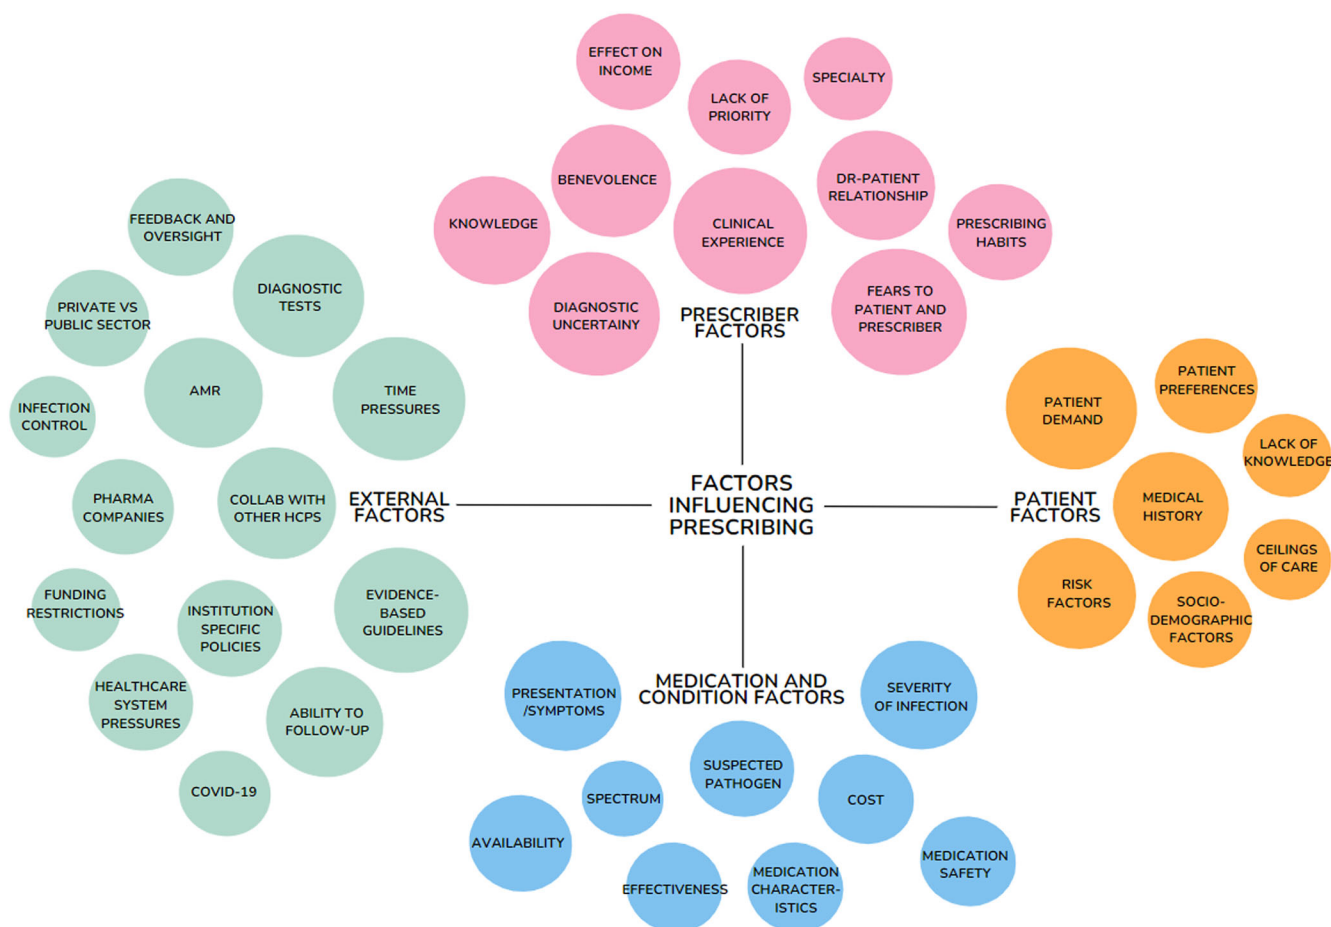 EFFECT ON
INCOME
LACK OF
PRIORITY
SPECIALTY
BENEVOLENCE
DR-PATIENT
RELATIONSHIP
KNOWLEDGE
CLINICAL
EXPERIENCE
PRESCRIBING
HABITS
DIAGNOSTIC
UNCERTAINY
FEARS TO
PATIENT AND
PRESCRIBER
PRESCRIBER
FACTORS
FEEDBACK AND
OVERSIGHT
DIAGNOSTIC
TESTS
PRIVATE VS
PUBLIC SECTOR
AMR
TIME
PRESSURES
INFECTION
CONTROL
PHARMA
COMPANIES
COLLAB WITH
OTHER HCPS
EXTERNAL
FACTORS
FUNDING
RESTRICTIONS
INSTITUTION
SPECIFIC
POLICIES
EVIDENCE-
BASED
GUIDELINES
HEALTHCARE
SYSTEM
PRESSURES
ABILITY TO
FOLLOW-UP
COVID-19
FACTORS
INFLUENCING
PRESCRIBING
PATIENT
FACTORS
PATIENT
DEMAND
PATIENT
PREFERENCES
LACK OF
KNOWLEDGE
MEDICAL
HISTORY
CEILINGS
OF CARE
RISK
FACTORS
SOCIO-
DEMOGRAPHIC
FACTORS
MEDICATION AND
CONDITION FACTORS
PRESENTATION
/SYMPTOMS
SEVERITY
OF INFECTION
SUSPECTED
PATHOGEN
SPECTRUM
COST
AVAILABILITY
MEDICATION
SAFETY
EFFECTIVENESS
MEDICATION
CHARACTER-
ISTICS